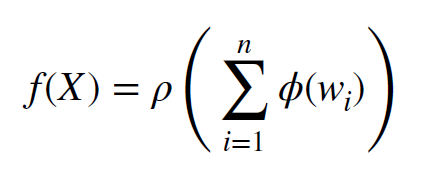 f(X) = ρ( ∑_{i=1}^{n} ϕ(w_i) )